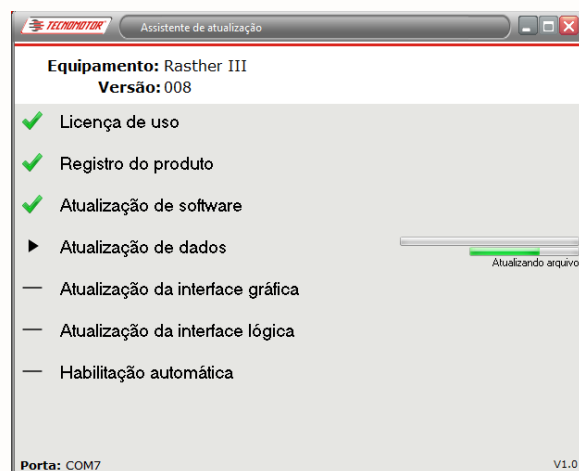 TECNOMOTOR Assistente de atualização
Equipamento: Rasther III
Versão: 008
Licença de uso
Registro do produto
Atualização de software
Atualização de dados
Atualizando arquivo
Atualização da interface gráfica
Atualização da interface lógica
Habilitação automática
Porta: COM7
V1.0